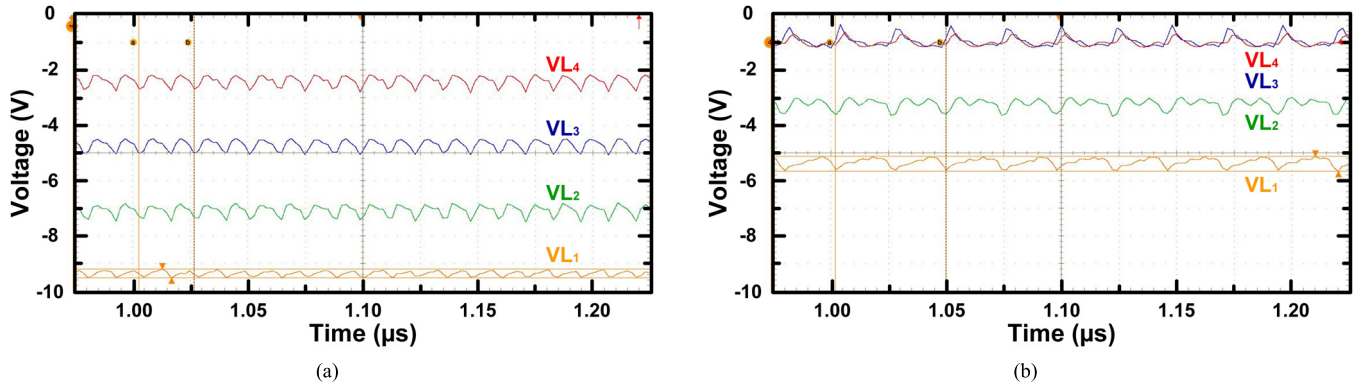 0
-2
-4
-6
-8
-10
Voltage (V)
a
b
VL4
VL3
VL2
VL1
1.00
1.05
1.10
1.15
1.20
Time (µs)
(a)
0
-2
-4
-6
-8
-10
Voltage (V)
a
b
VL4
VL3
VL2
VL1
1.00
1.05
1.10
1.15
1.20
Time (µs)
(b)